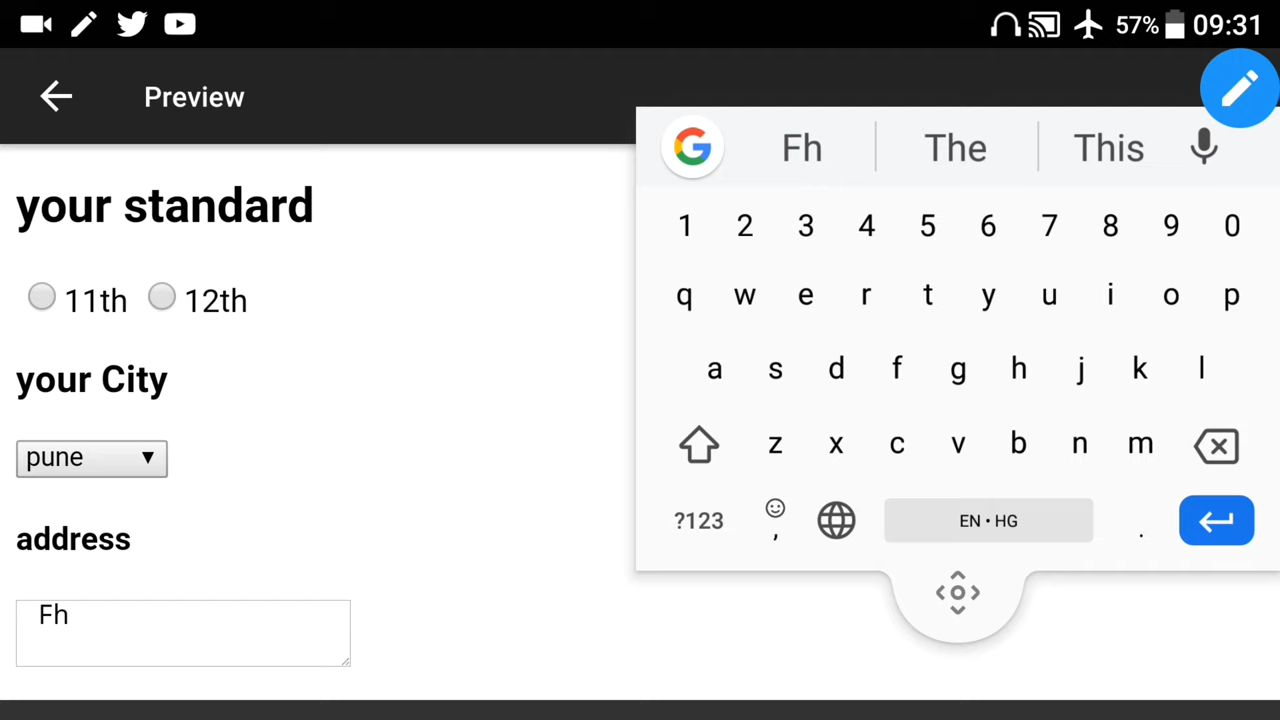 57% 09:31
Preview
your standard
11th 12th
your City
pune ▼
address
Fh
Fh The This
1 2 3 4 5 6 7 8 9 0
q w e r t y u i o p
a s d f g h j k l
z x c v b n m
?123 , EN • HG .